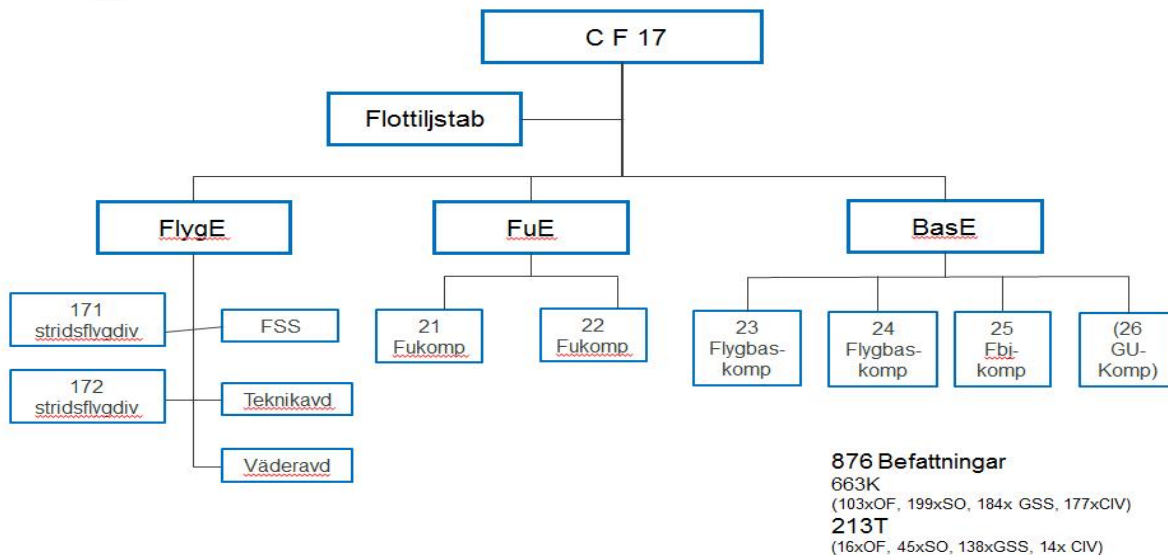 C F 17
Flottiljstab
FlygE
FuE
BasE
171
stridsflygdiv
FSS
172
stridsflygdiv
Teknikavd
Väderavd
21
Fukomp
22
Fukomp
23
Flygbas-
komp
24
Flygbas-
komp
25
Fbj-
komp
(26
GU-
Komp)
876 Befattningar
663K
(103xOF, 199xSO, 184x GSS, 177xCIV)
213T
(16xOF, 45xSO, 138xGSS, 14x CIV)